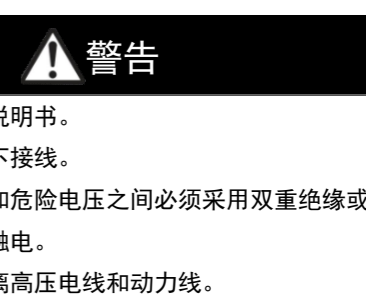 警告
说明书。
下接线。
和危险电压之间必须采用双重绝缘或
触电。
离高压电线和动力线。